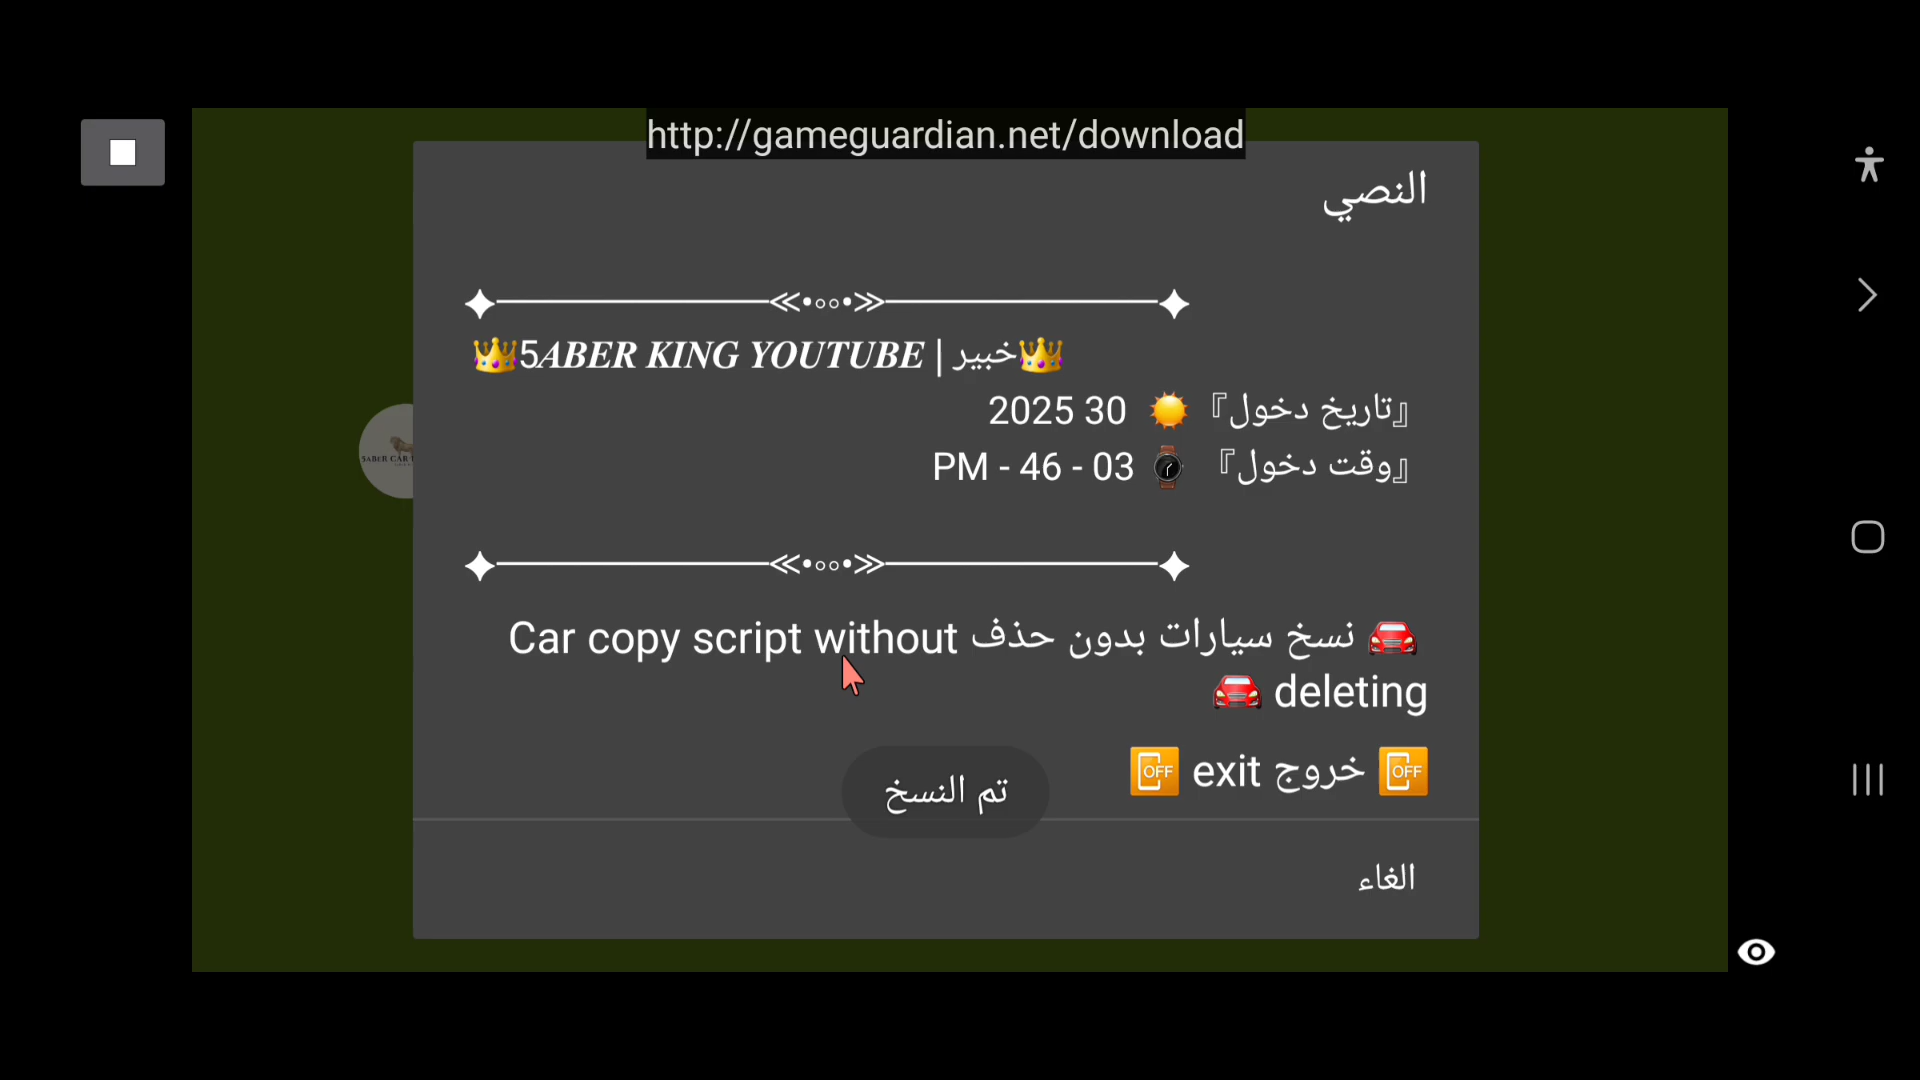 http://gameguardian.net/download
النصي
✦━━━━━━≪•◦◦•≫━━━━━━✦
👑5𝑨𝑩𝑬𝑹 𝑲𝑰𝑵𝑮 𝒀𝑶𝑼𝑻𝑼𝑩𝑬 | خبير👑
『تاريخ دخول』 ☀️ 30 2025
『وقت دخول』 ⌚ 03 - 46 - PM
✦━━━━━━≪•◦◦•≫━━━━━━✦
🚘 نسخ سيارات بدون حذف Car copy script without
deleting 🚘
📴 خروج exit 📴
تم النسخ
الغاء